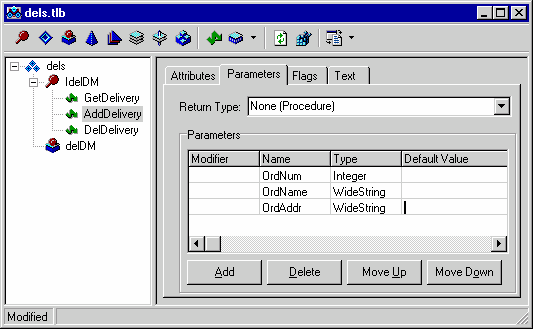 dels.tlb
dels
IdelDM
GetDelivery
AddDelivery
DelDelivery
delDM
Attributes Parameters Flags Text
Return Type: None (Procedure)
Parameters
Modifier Name Type Default Value
OrdNum Integer
OrdName WideString
OrdAddr WideString
Add Delete Move Up Move Down
Modified